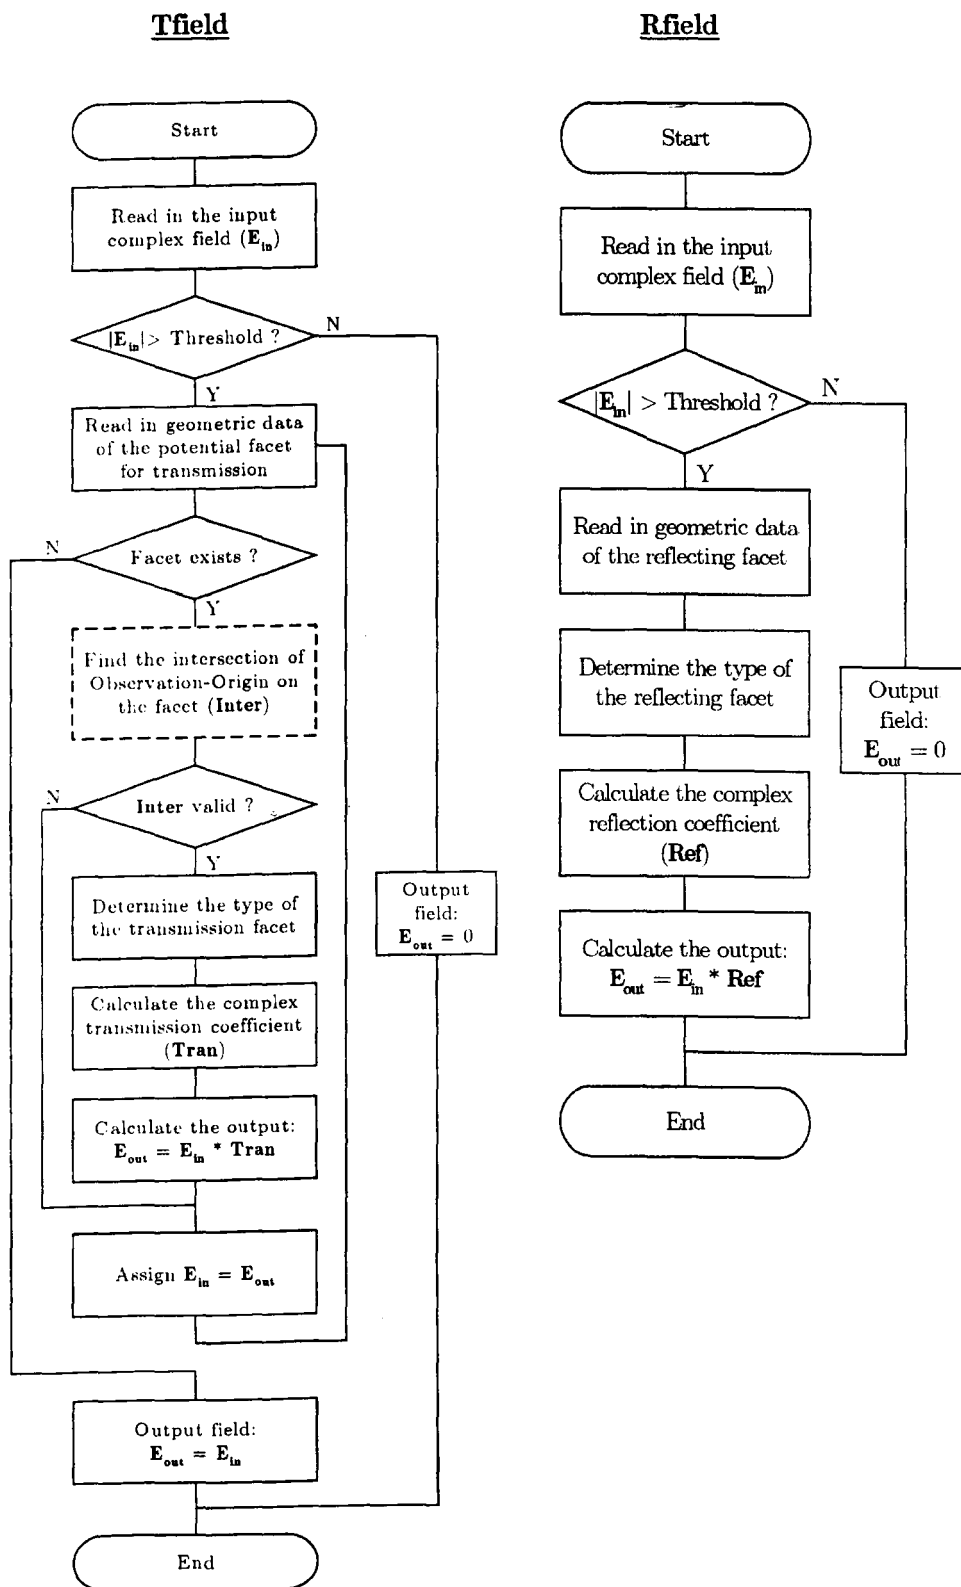 Tfield
Start
Read in the input
complex field (E_in)
|E_in| > Threshold ?
N
Y
Read in geometric data
of the potential facet
for transmission
N
Facet exists ?
Y
Find the intersection of
Observation-Origin on
the facet (Inter)
N
Inter valid ?
Y
Determine the type of
the transmission facet
Calculate the complex
transmission coefficient
(Tran)
Calculate the output:
E_out = E_in * Tran
Assign E_in = E_out
Output field:
E_out = E_in
End
Output
field:
E_out = 0
Rfield
Start
Read in the input
complex field (E_in)
|E_in| > Threshold ?
N
Y
Read in geometric data
of the reflecting facet
Determine the type of
the reflecting facet
Calculate the complex
reflection coefficient
(Ref)
Calculate the output:
E_out = E_in * Ref
End
Output
field:
E_out = 0